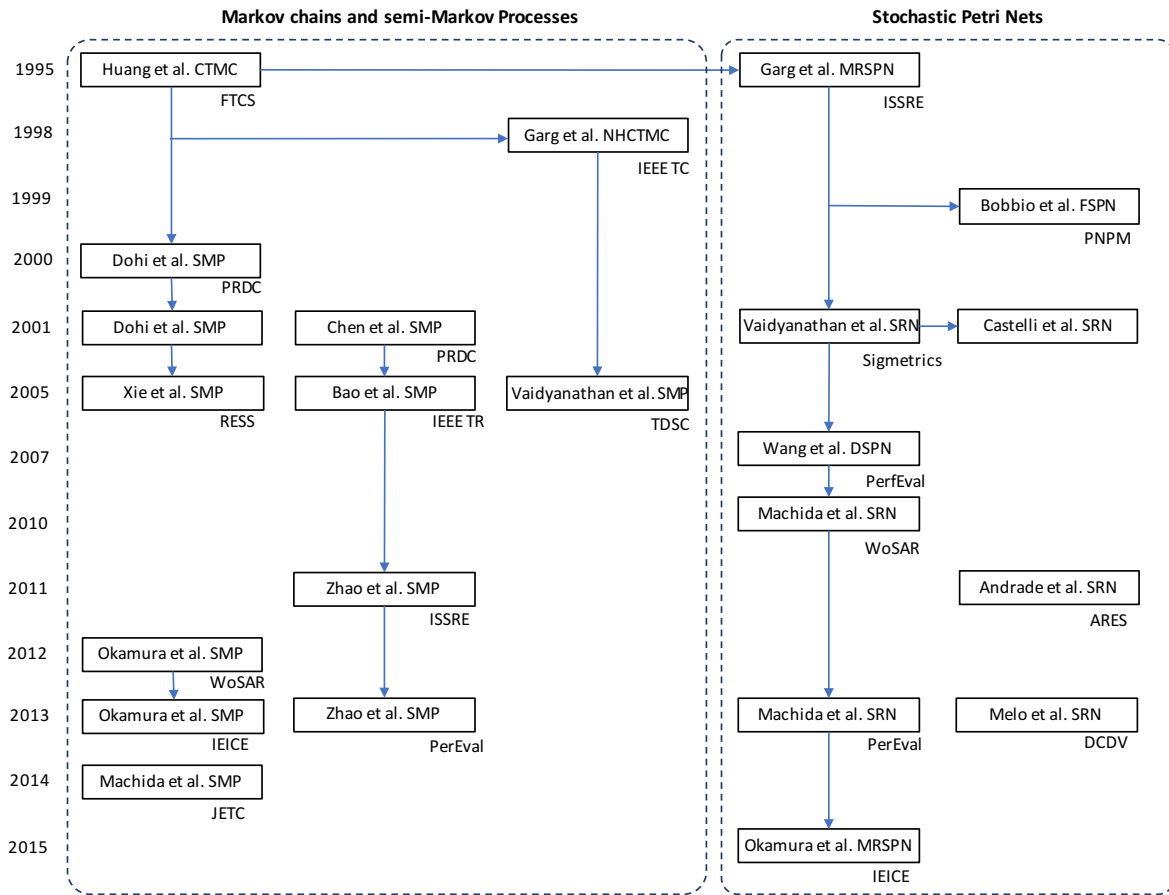 Markov chains and semi-Markov Processes
Stochastic Petri Nets
1995
Huang et al. CTMC
FTCS
Garg et al. MRSPN
ISSRE
1998
Garg et al. NHCTMC
IEEE TC
1999
Bobbio et al. FSPN
PNPM
2000
Dohi et al. SMP
PRDC
2001
Dohi et al. SMP
Chen et al. SMP
PRDC
Vaidyanathan et al. SRN
Sigmetrics
Castelli et al. SRN
2005
Xie et al. SMP
RESS
Bao et al. SMP
IEEE TR
Vaidyanathan et al. SMP
TDSC
2007
Wang et al. DSPN
PerfEval
2010
Machida et al. SRN
WoSAR
2011
Zhao et al. SMP
ISSRE
Andrade et al. SRN
ARES
2012
Okamura et al. SMP
WoSAR
2013
Okamura et al. SMP
IEICE
Zhao et al. SMP
PerEval
Machida et al. SRN
PerEval
Melo et al. SRN
DCDV
2014
Machida et al. SMP
JETC
2015
Okamura et al. MRSPN
IEICE